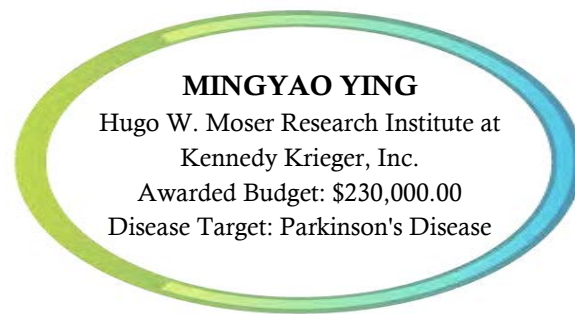 MINGYAO YING
Hugo W. Moser Research Institute at
Kennedy Krieger, Inc.
Awarded Budget: $230,000.00
Disease Target: Parkinson's Disease